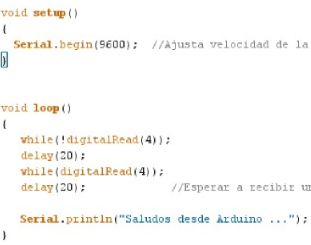 void setup()
{
Serial.begin(9600); //Ajusta velocidad de la
}
void loop()
{
while(!digitalRead(4));
delay(20);
while(digitalRead(4));
delay(20); //Esperar a recibir un
Serial.println("Saludos desde Arduino ...");
}